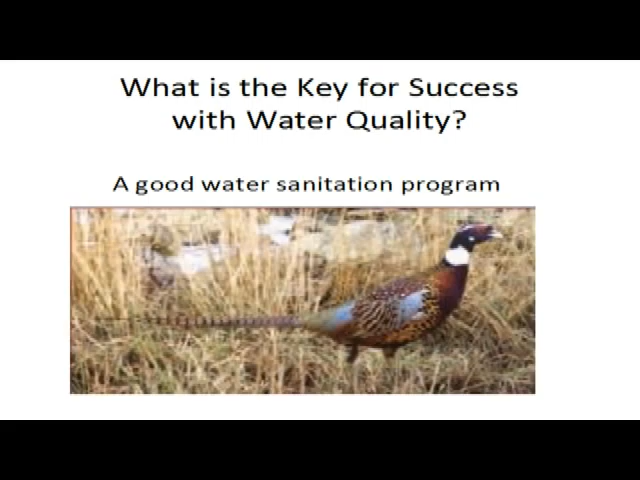 What is the Key for Success
with Water Quality?
A good water sanitation program